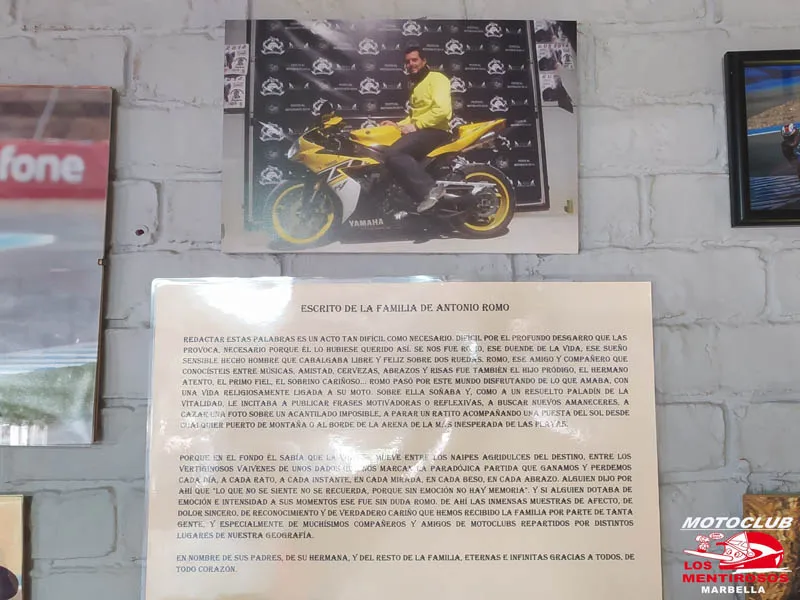 fone
YAMAHA
ESCRITO DE LA FAMILIA DE ANTONIO ROMO
REDACTAR ESTAS PALABRAS ES UN ACTO TAN DIFÍCIL COMO NECESARIO. DIFÍCIL POR EL PROFUNDO DESGARRO QUE LAS
PROVOCA, NECESARIO PORQUE ÉL LO HUBIESE QUERIDO ASÍ. SE NOS FUE ROMO, ESE DUENDE DE LA VIDA, ESE SUEÑO
SENSIBLE HECHO HOMBRE QUE CABALGABA LIBRE Y FELIZ SOBRE DOS RUEDAS. ROMO, ESE AMIGO Y COMPAÑERO QUE
CONOCISTEIS ENTRE MÚSICAS, AMISTAD, CERVEZAS, ABRAZOS Y RISAS FUE TAMBIÉN EL HIJO PRÓDIGO, EL HERMANO
ATENTO, EL PRIMO FIEL, EL SOBRINO CARIÑOSO... ROMO PASÓ POR ESTE MUNDO DISFRUTANDO DE LO QUE AMABA, CON
UNA VIDA RELIGIOSAMENTE LIGADA A SU MOTO. SOBRE ELLA SOÑABA Y, COMO A UN RESUELTO PALADÍN DE LA
VITALIDAD, LE INCITABA A PUBLICAR FRASES MOTIVADORAS O REFLEXIVAS, A BUSCAR NUEVOS AMANECERES, A
CAZAR UNA FOTO SOBRE UN ACANTILADO IMPOSIBLE, A PARAR UN RATITO ACOMPAÑANDO UNA PUESTA DEL SOL DESDE
CUALQUIER PUERTO DE MONTAÑA O AL BORDE DE LA ARENA DE LA MÁS INESPERADA DE LAS PLAYAS.
PORQUE EN EL FONDO ÉL SABÍA QUE LA MUEVE ENTRE LOS NAIPES AGRIDULCES DEL DESTINO, ENTRE LOS
VERTIGINOSOS VAIVENES DE UNOS DADOS MARCAN LA PARADÓJICA PARTIDA QUE GANAMOS Y PERDEMOS
CADA DÍA, A CADA RATO, A CADA INSTANTE, EN CADA MIRADA, EN CADA BESO, EN CADA ABRAZO. ALGUIEN DIJO POR
AHÍ QUE "LO QUE NO SE SIENTE NO SE RECUERDA, PORQUE SIN EMOCIÓN NO HAY MEMORIA". Y SI ALGUIEN DOTABA DE
EMOCIÓN E INTENSIDAD A SUS MOMENTOS ESE FUE SIN DUDA ROMO. DE AHÍ LAS INMENSAS MUESTRAS DE AFECTO, DE
DOLOR SINCERO, DE RECONOCIMIENTO Y DE VERDADERO CARIÑO QUE HEMOS RECIBIDO LA FAMILIA POR PARTE DE TANTA
GENTE, Y ESPECIALMENTE DE MUCHÍSIMOS COMPAÑEROS Y AMIGOS DE MOTOCLUBS REPARTIDOS POR DISTINTOS
LUGARES DE NUESTRA GEOGRAFÍA.
EN NOMBRE DE SUS PADRES, DE SU HERMANA, Y DEL RESTO DE LA FAMILIA, ETERNAS E INFINITAS GRACIAS A TODOS, DE
TODO CORAZÓN.
MOTOCLUB
LOS
MENTIROSOS
MARBELLA